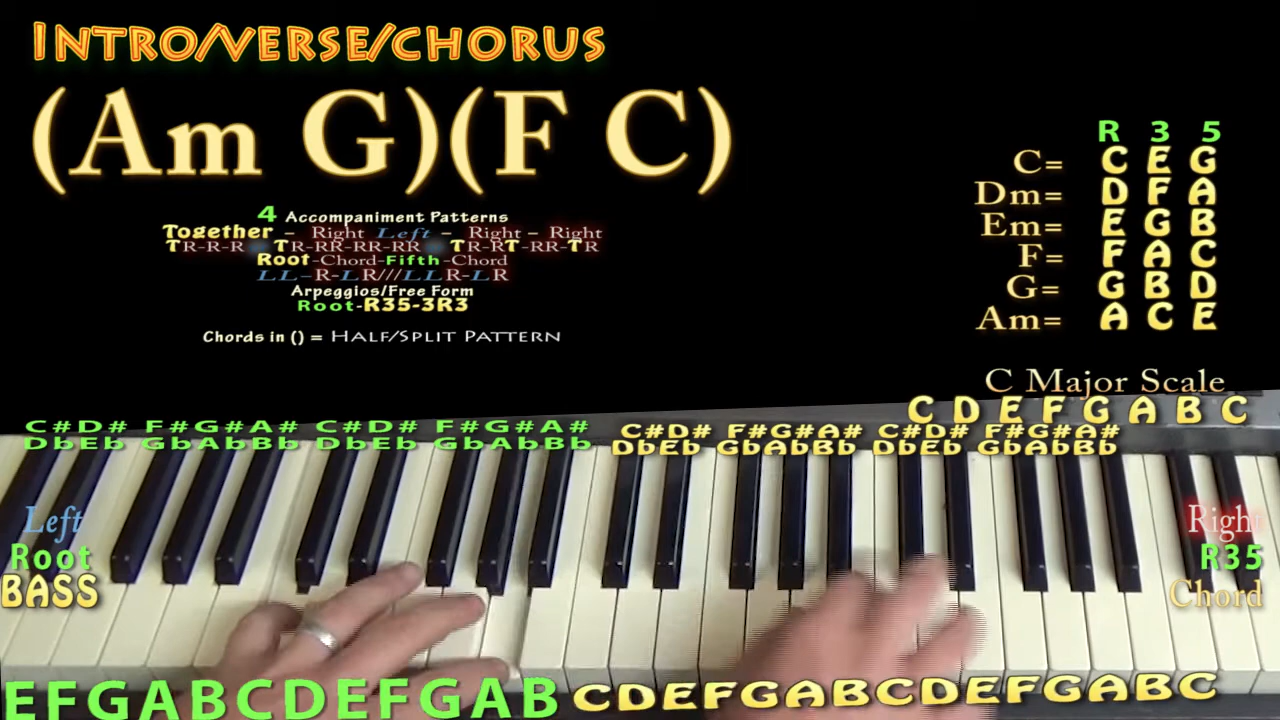 INTRO/VERSE/CHORUS
(Am G)(F C)
4 Accompaniment Patterns
Together - Right Left - Right - Right
TR-R-R TR-RR-RR-RR TR-RT-RR-TR
Root-Chord-Fifth-Chord
LL-R-LR///LLR-LR
Arpeggios/Free Form
Root-R35-3R3
Chords in () = HALF/SPLIT PATTERN
R 3 5
C= C E G
Dm= D F A
Em= E G B
F= F A C
G= G B D
Am= A C E
C Major Scale
C D E F G A B C
C#D# F#G#A# C#D# F#G#A#
DbEb GbAbBb DbEb GbAbBb
C#D# F#G#A# C#D# F#G#A#
DbEb GbAbBb DbEb GbAbBb
Left
Root
BASS
Right
R35
Chord
EFGABCDEFGAB
CDEFGABCDEFGABC